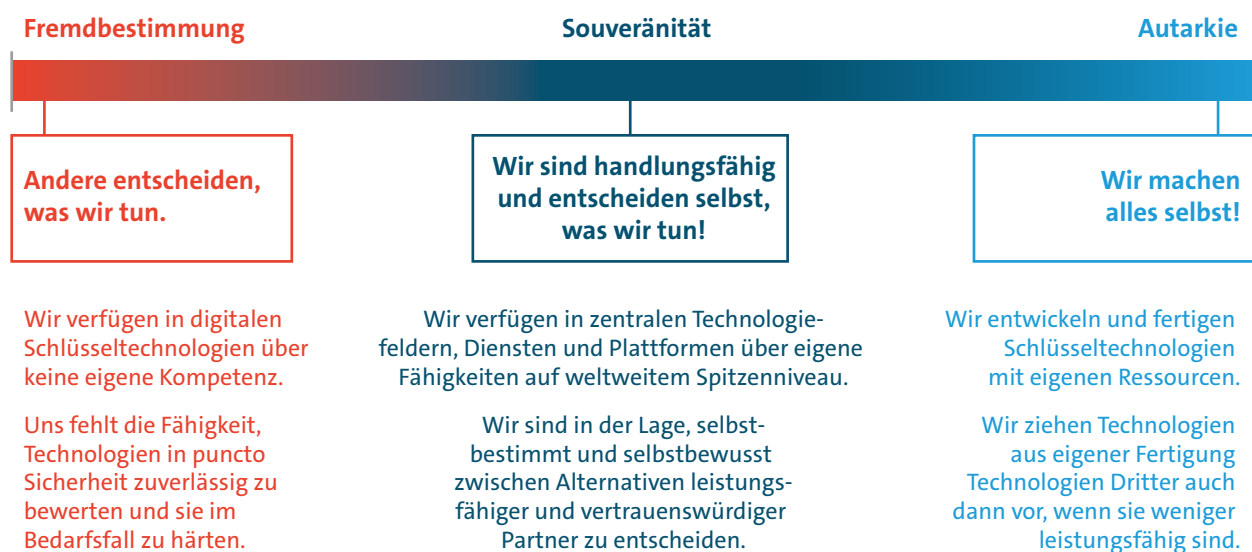 Fremdbestimmung
Souveränität
Autarkie
Andere entscheiden,
was wir tun.
Wir sind handlungsfähig
und entscheiden selbst,
was wir tun!
Wir machen
alles selbst!
Wir verfügen in digitalen
Schlüsseltechnologien über
keine eigene Kompetenz.
Uns fehlt die Fähigkeit,
Technologien in puncto
Sicherheit zuverlässig zu
bewerten und sie im
Bedarfsfall zu härten.
Wir verfügen in zentralen Technologie-
feldern, Diensten und Plattformen über eigene
Fähigkeiten auf weltweitem Spitzenniveau.
Wir sind in der Lage, selbst-
bestimmt und selbstbewusst
zwischen Alternativen leistungs-
fähiger und vertrauenswürdiger
Partner zu entscheiden.
Wir entwickeln und fertigen
Schlüsseltechnologien
mit eigenen Ressourcen.
Wir ziehen Technologien
aus eigener Fertigung
Technologien Dritter auch
dann vor, wenn sie weniger
leistungsfähig sind.